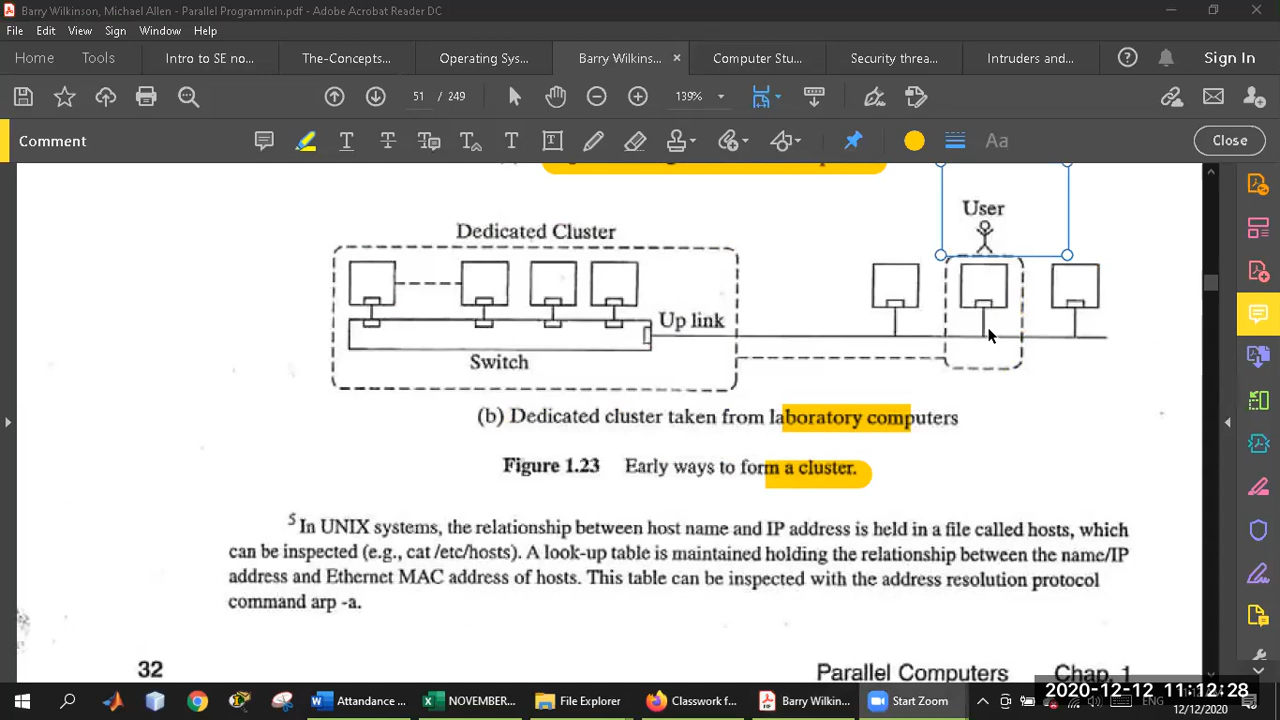 Barry Wilkinson, Michael Allen - Parallel Programmin.pdf - Adobe Acrobat Reader DC
File Edit View Sign Window Help
Home Tools Intro to SE no... The-Concepts... Operating Sys... Barry Wilkins... × Computer Stu... Security threa... Intruders and... Sign In
51 / 249 139%
Comment Aa Close
User
Dedicated Cluster
Up link
Switch
(b) Dedicated cluster taken from laboratory computers
Figure 1.23 Early ways to form a cluster.
5 In UNIX systems, the relationship between host name and IP address is held in a file called hosts, which
can be inspected (e.g., cat /etc/hosts). A look-up table is maintained holding the relationship between the name/IP
address and Ethernet MAC address of hosts. This table can be inspected with the address resolution protocol
command arp -a.
32 Parallel Computers Chap. 1
Attandance ... NOVEMBER... File Explorer Classwork f... Barry Wilkins... Start Zoom ENG
2020-12-12 11:12:28
12/12/2020